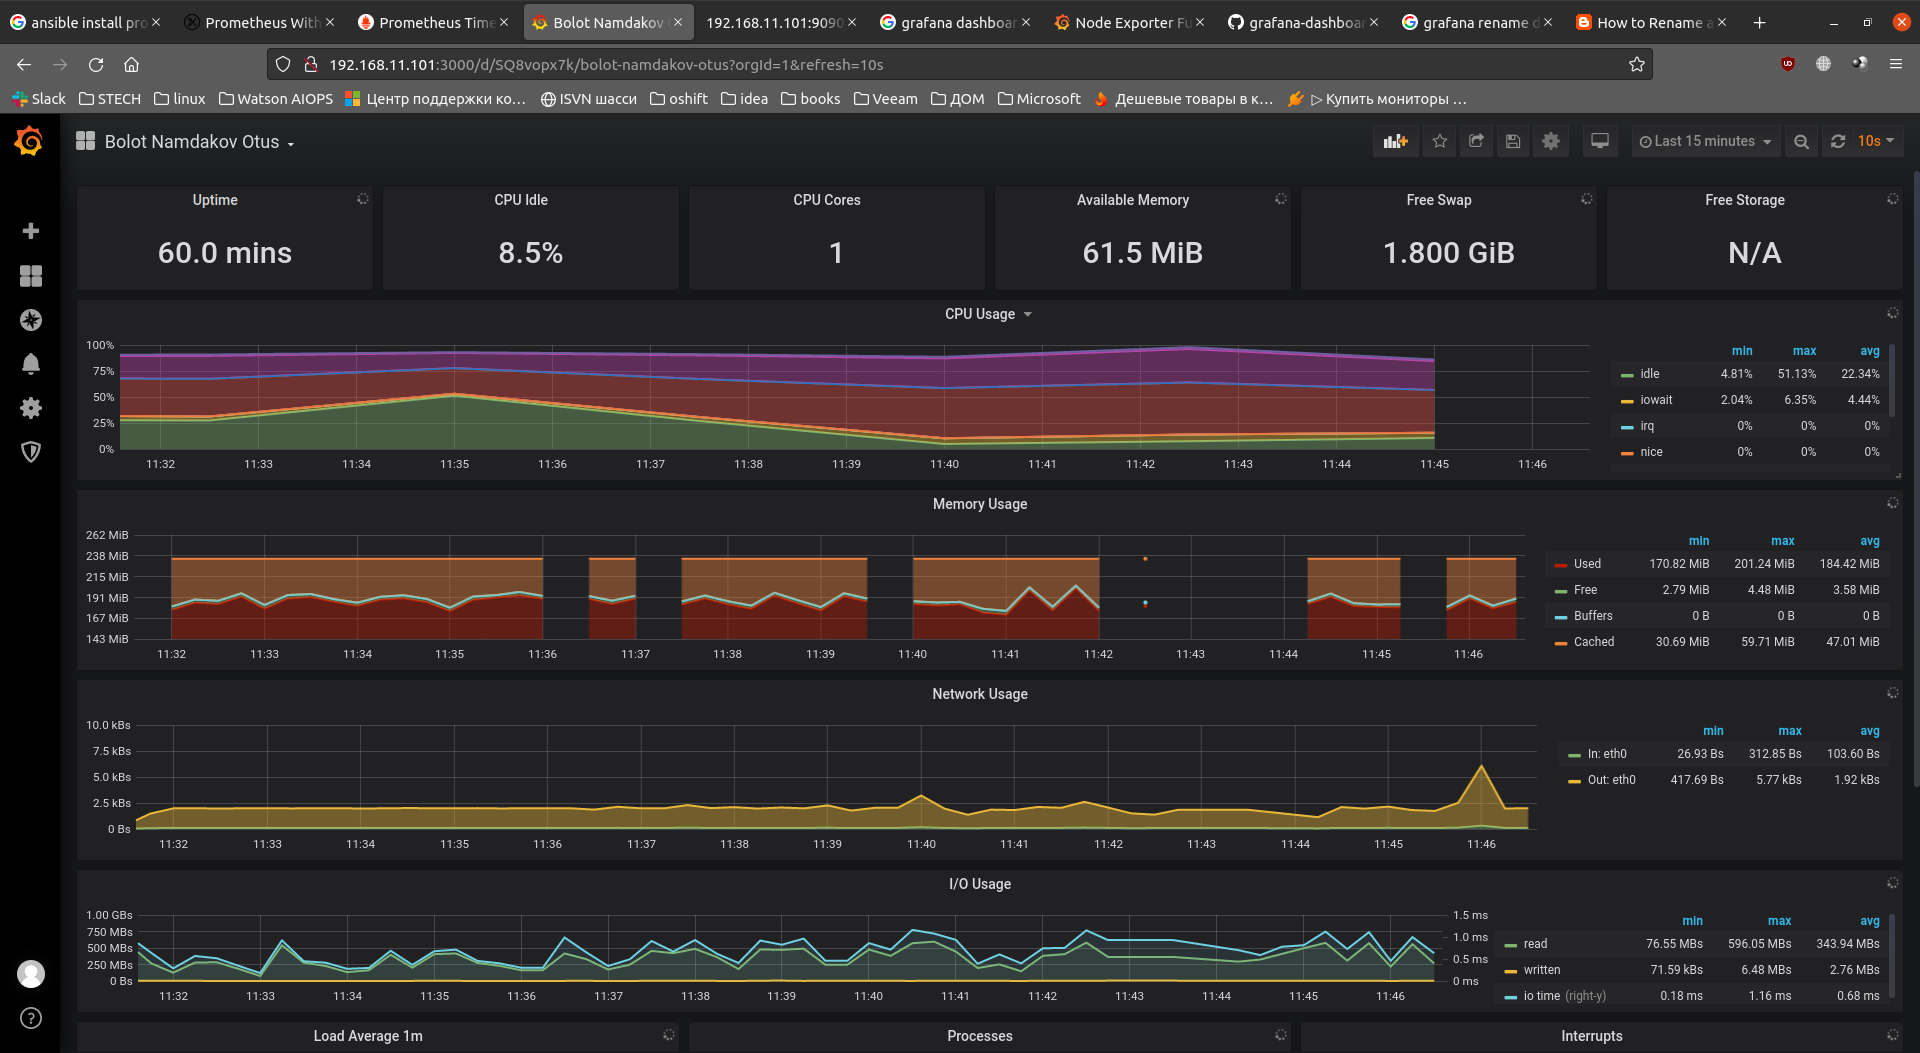 ansible install pro
Prometheus With
Prometheus Time
Bolot Namdakov
192.168.11.101:9090
grafana dashboar
Node Exporter Fu
grafana-dashboar
grafana rename d
How to Rename a
192.168.11.101:3000/d/SQ8vopx7k/bolot-namdakov-otus?orgId=1&refresh=10s
Slack STECH linux Watson AIOPS Центр поддержки ко… ISVN шасси oshift idea books Veeam ДОМ Microsoft Дешевые товары в к… ▷ Купить мониторы …
Bolot Namdakov Otus
Last 15 minutes
10s
Uptime
60.0 mins
CPU Idle
8.5%
CPU Cores
1
Available Memory
61.5 MiB
Free Swap
1.800 GiB
Free Storage
N/A
CPU Usage
100%
75%
50%
25%
0%
11:32 11:33 11:34 11:35 11:36 11:37 11:38 11:39 11:40 11:41 11:42 11:43 11:44 11:45 11:46
min max avg
idle 4.81% 51.13% 22.34%
iowait 2.04% 6.35% 4.44%
irq 0% 0% 0%
nice 0% 0% 0%
Memory Usage
262 MiB
238 MiB
215 MiB
191 MiB
167 MiB
143 MiB
11:32 11:33 11:34 11:35 11:36 11:37 11:38 11:39 11:40 11:41 11:42 11:43 11:44 11:45 11:46
min max avg
Used 170.82 MiB 201.24 MiB 184.42 MiB
Free 2.79 MiB 4.48 MiB 3.58 MiB
Buffers 0 B 0 B 0 B
Cached 30.69 MiB 59.71 MiB 47.01 MiB
Network Usage
10.0 kBs
7.5 kBs
5.0 kBs
2.5 kBs
0 Bs
11:32 11:33 11:34 11:35 11:36 11:37 11:38 11:39 11:40 11:41 11:42 11:43 11:44 11:45 11:46
min max avg
In: eth0 26.93 Bs 312.85 Bs 103.60 Bs
Out: eth0 417.69 Bs 5.77 kBs 1.92 kBs
I/O Usage
1.00 GBs
750 MBs
500 MBs
250 MBs
0 Bs
1.5 ms
1.0 ms
0.5 ms
0 ms
11:32 11:33 11:34 11:35 11:36 11:37 11:38 11:39 11:40 11:41 11:42 11:43 11:44 11:45 11:46
min max avg
read 76.55 MBs 596.05 MBs 343.94 MBs
written 71.59 kBs 6.48 MBs 2.76 MBs
io time (right-y) 0.18 ms 1.16 ms 0.68 ms
Load Average 1m
Processes
Interrupts